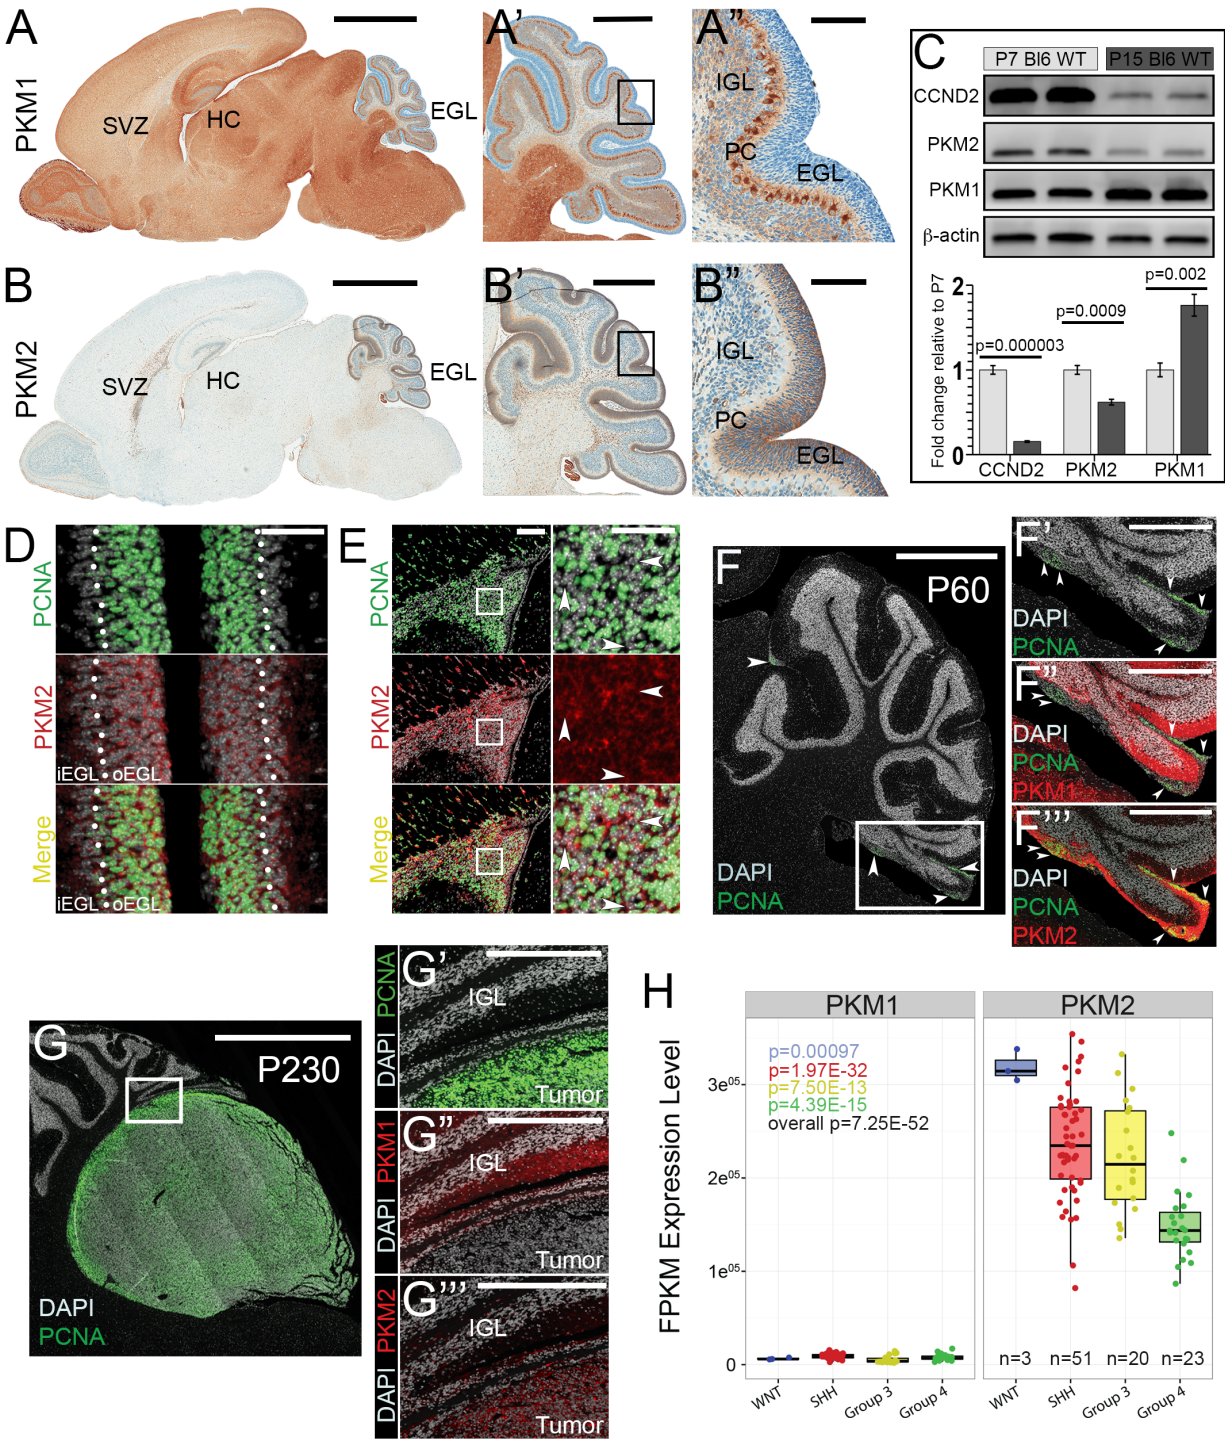 A
PKM1
SVZ
HC
EGL
A'
A"
IGL
PC
EGL
B
PKM2
SVZ
HC
EGL
B'
B"
IGL
PC
EGL
C
P7 Bl6 WT
P15 Bl6 WT
CCND2
PKM2
PKM1
β-actin
Fold change relative to P7
2
1
0
p=0.000003
p=0.0009
p=0.002
CCND2
PKM2
PKM1
D
PCNA
PKM2
iEGL
oEGL
Merge
iEGL
oEGL
E
PCNA
PKM2
Merge
F
P60
DAPI
PCNA
F'
DAPI
PCNA
F"
DAPI
PCNA
PKM1
F'''
DAPI
PCNA
PKM2
G
P230
DAPI
PCNA
G'
DAPI PCNA
IGL
Tumor
G"
DAPI PKM1
IGL
Tumor
G'''
DAPI PKM2
IGL
Tumor
H
PKM1
PKM2
FPKM Expression Level
3e05
2e05
1e05
0
p=0.00097
p=1.97E-32
p=7.50E-13
p=4.39E-15
overall p=7.25E-52
n=3
n=51
n=20
n=23
WNT
SHH
Group 3
Group 4
WNT
SHH
Group 3
Group 4